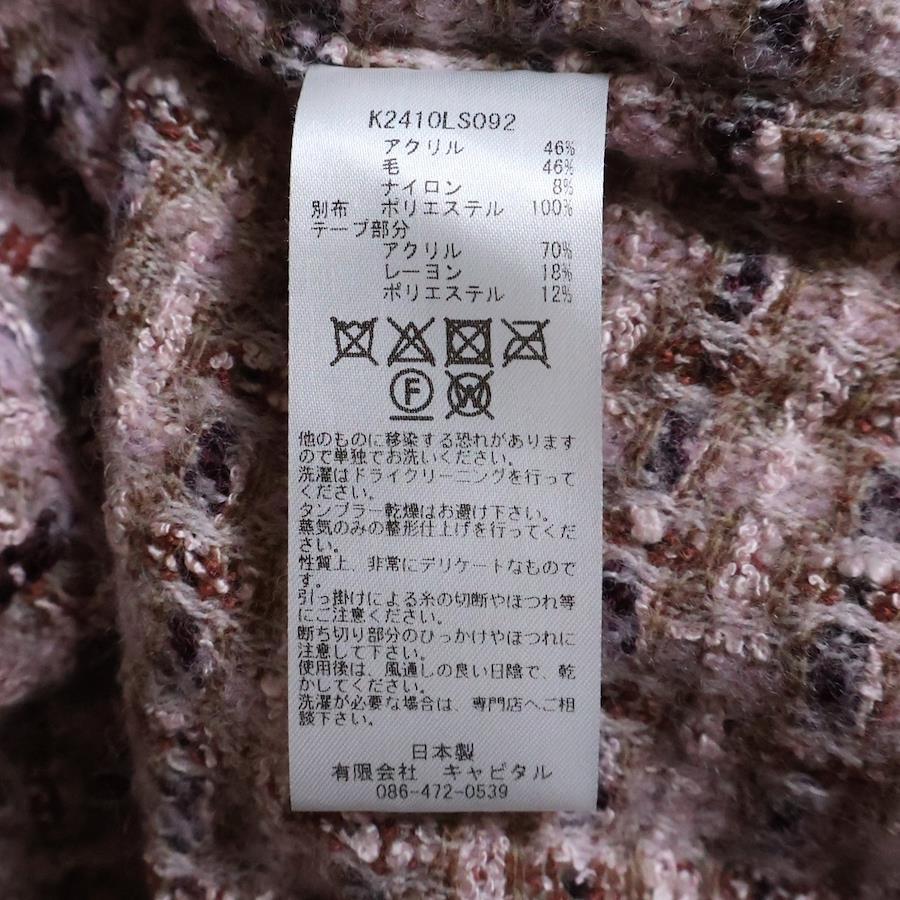 K2410LS092
アクリル 46%
毛 46%
ナイロン 8%
別布 ポリエステル 100%
テープ部分
アクリル 70%
レーヨン 18%
ポリエステル 12%
F W
他のものに移染する恐れがあります
ので単独でお洗いください。
洗濯はドライクリーニングを行って
ください。
タンブラー乾燥はお避け下さい。
蒸気のみの整形仕上げを行ってくだ
さい。
性質上、非常にデリケートなもので
す。
引っ掛けによる糸の切断やほつれ等
にご注意ください。
断ち切り部分のひっかけやほつれに
注意して下さい。
使用後は、風通しの良い日陰で、乾
かしてください。
洗濯が必要な場合は、専門店へご相
談下さい。
日本製
有限会社 キャピタル
086-472-0539